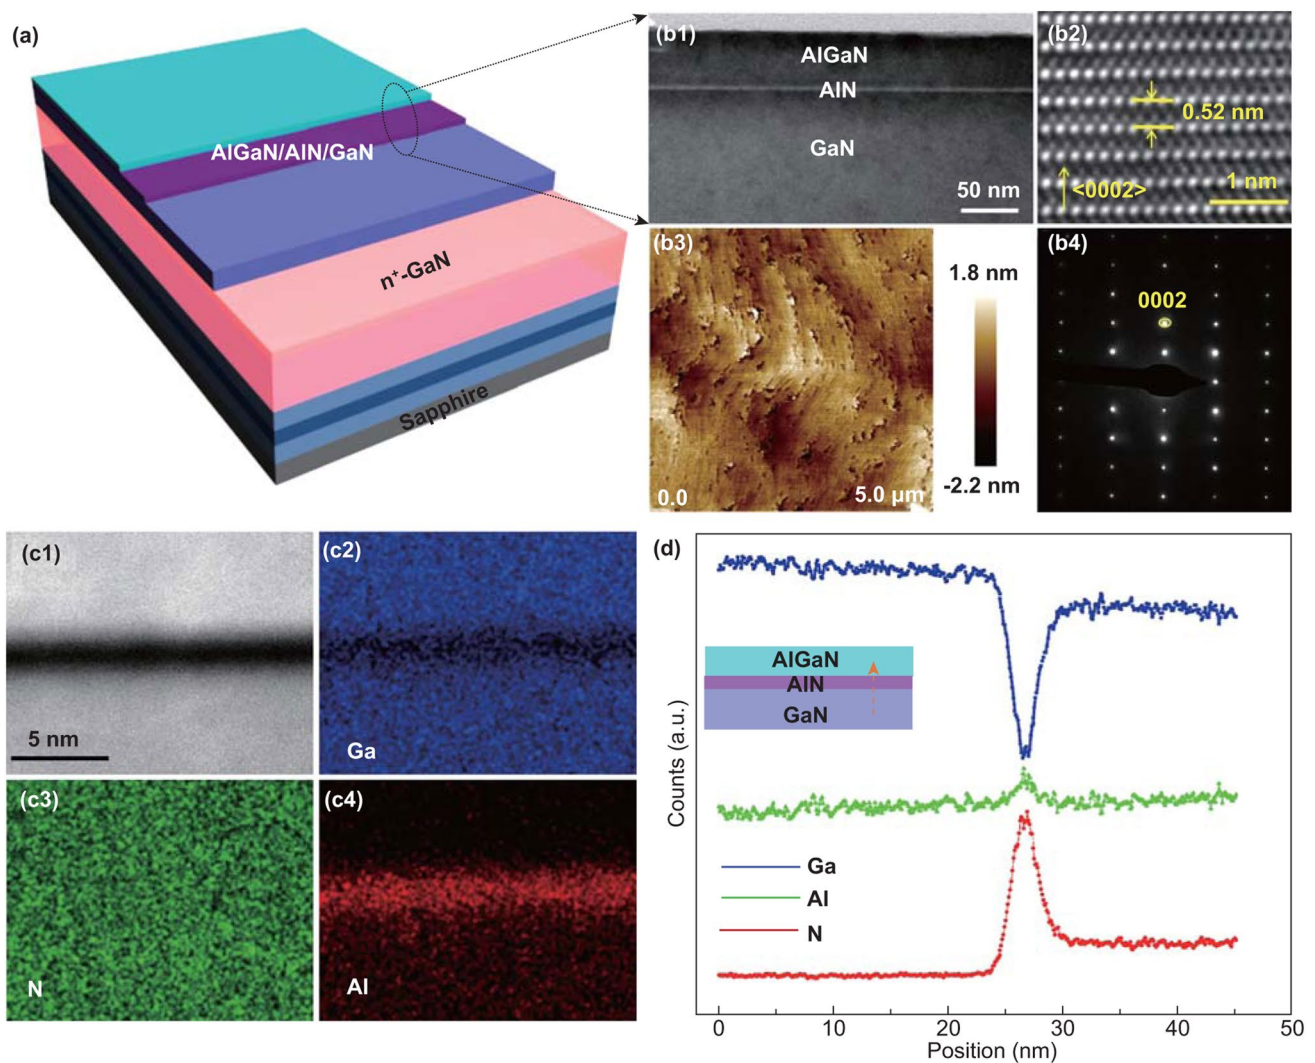 (a)
AlGaN/AlN/GaN
n⁺-GaN
Sapphire
(b1)
AlGaN
AlN
GaN
50 nm
(b2)
0.52 nm
<0002>
1 nm
(b3)
0.0
5.0 µm
1.8 nm
-2.2 nm
(b4)
0002
(c1)
5 nm
(c2)
Ga
(c3)
N
(c4)
Al
(d)
Counts (a.u.)
AlGaN
AlN
GaN
Ga
Al
N
0 10 20 30 40 50
Position (nm)